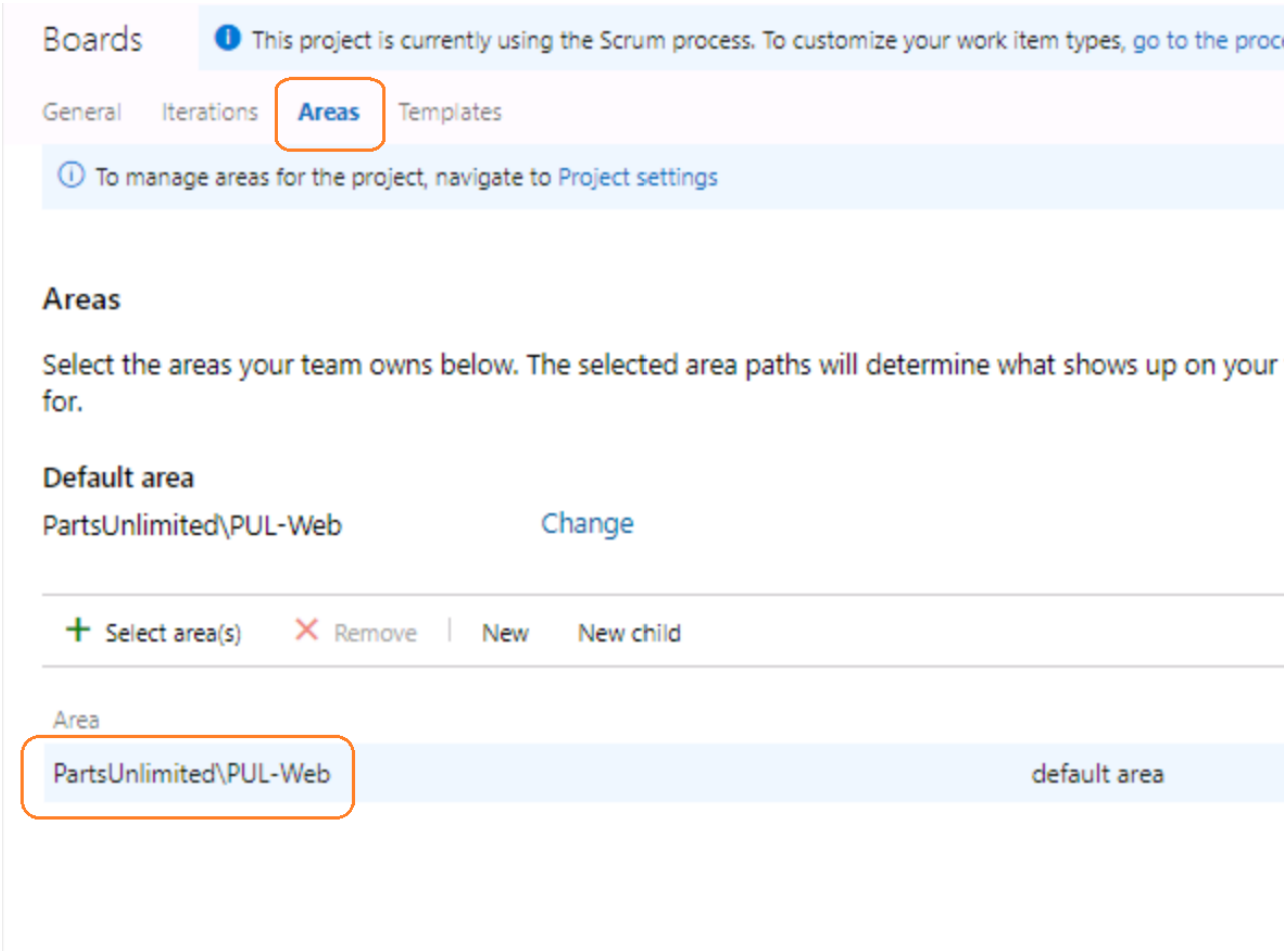 Boards
This project is currently using the Scrum process. To customize your work item types, go to the
General Iterations Areas Templates
To manage areas for the project, navigate to Project settings
Areas
Select the areas your team owns below. The selected area paths will determine what shows up on your
for.
Default area
PartsUnlimited\PUL-Web Change
+ Select area(s) Remove | New New child
Area
PartsUnlimited\PUL-Web default area